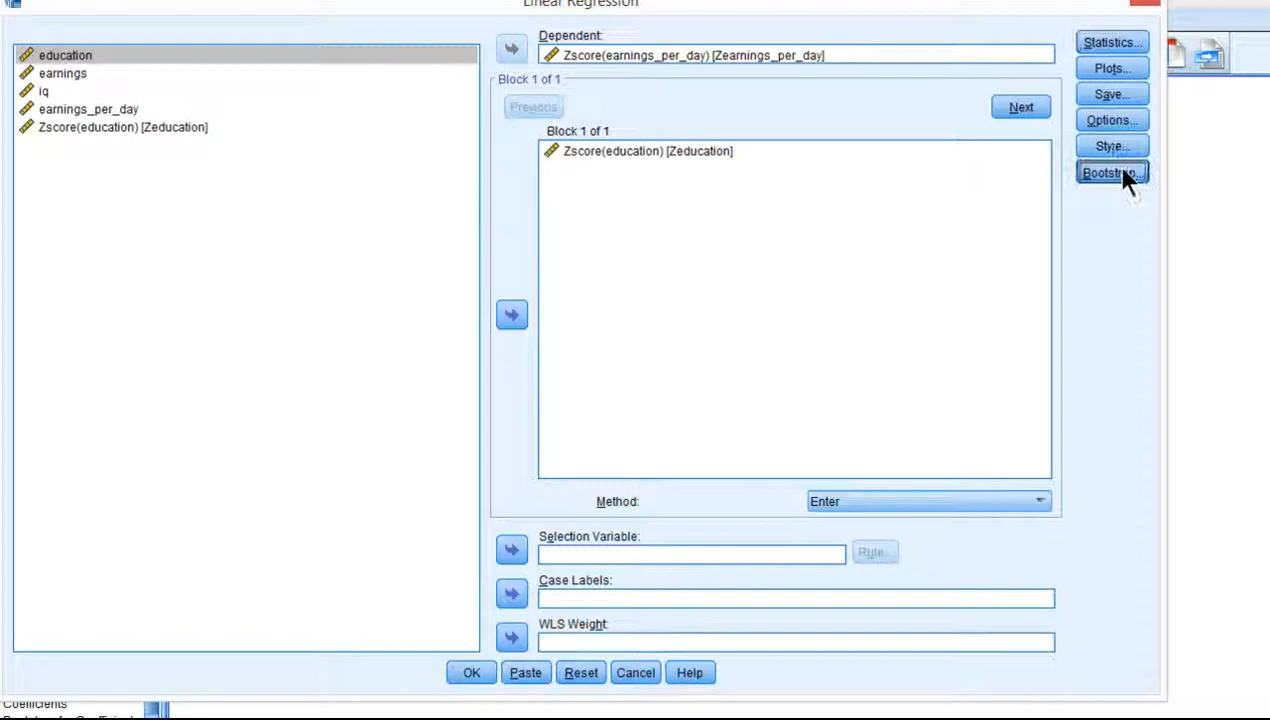 Linear Regression
education
earnings
iq
earnings_per_day
Zscore(education) [Zeducation]
Dependent:
Zscore(earnings_per_day) [Zearnings_per_day]
Block 1 of 1
Previous
Next
Block 1 of 1
Zscore(education) [Zeducation]
Method:
Enter
Selection Variable:
Rule...
Case Labels:
WLS Weight:
OK
Paste
Reset
Cancel
Help
Statistics...
Plots...
Save...
Options...
Style...
Bootstrap...
Coefficients